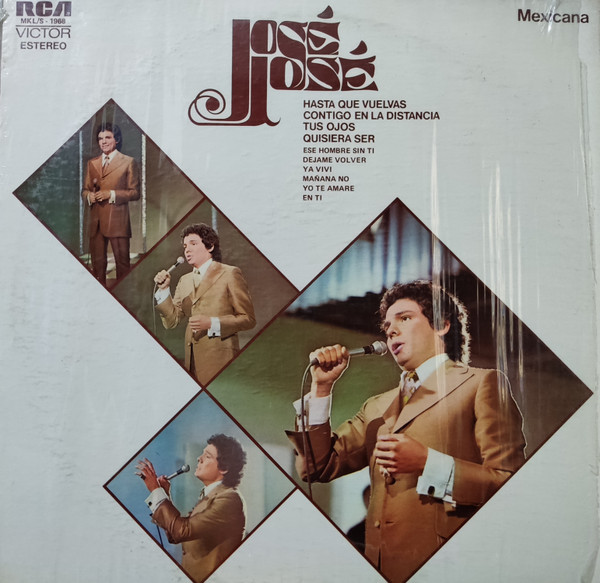 RCA
MKL/S - 1968
VICTOR
ESTEREO
Mexicana
JOSÉ
JOSÉ
HASTA QUE VUELVAS
CONTIGO EN LA DISTANCIA
TUS OJOS
QUISIERA SER
ESE HOMBRE SIN TI
DEJAME VOLVER
YA VIVI
MAÑANA NO
YO TE AMARE
EN TI